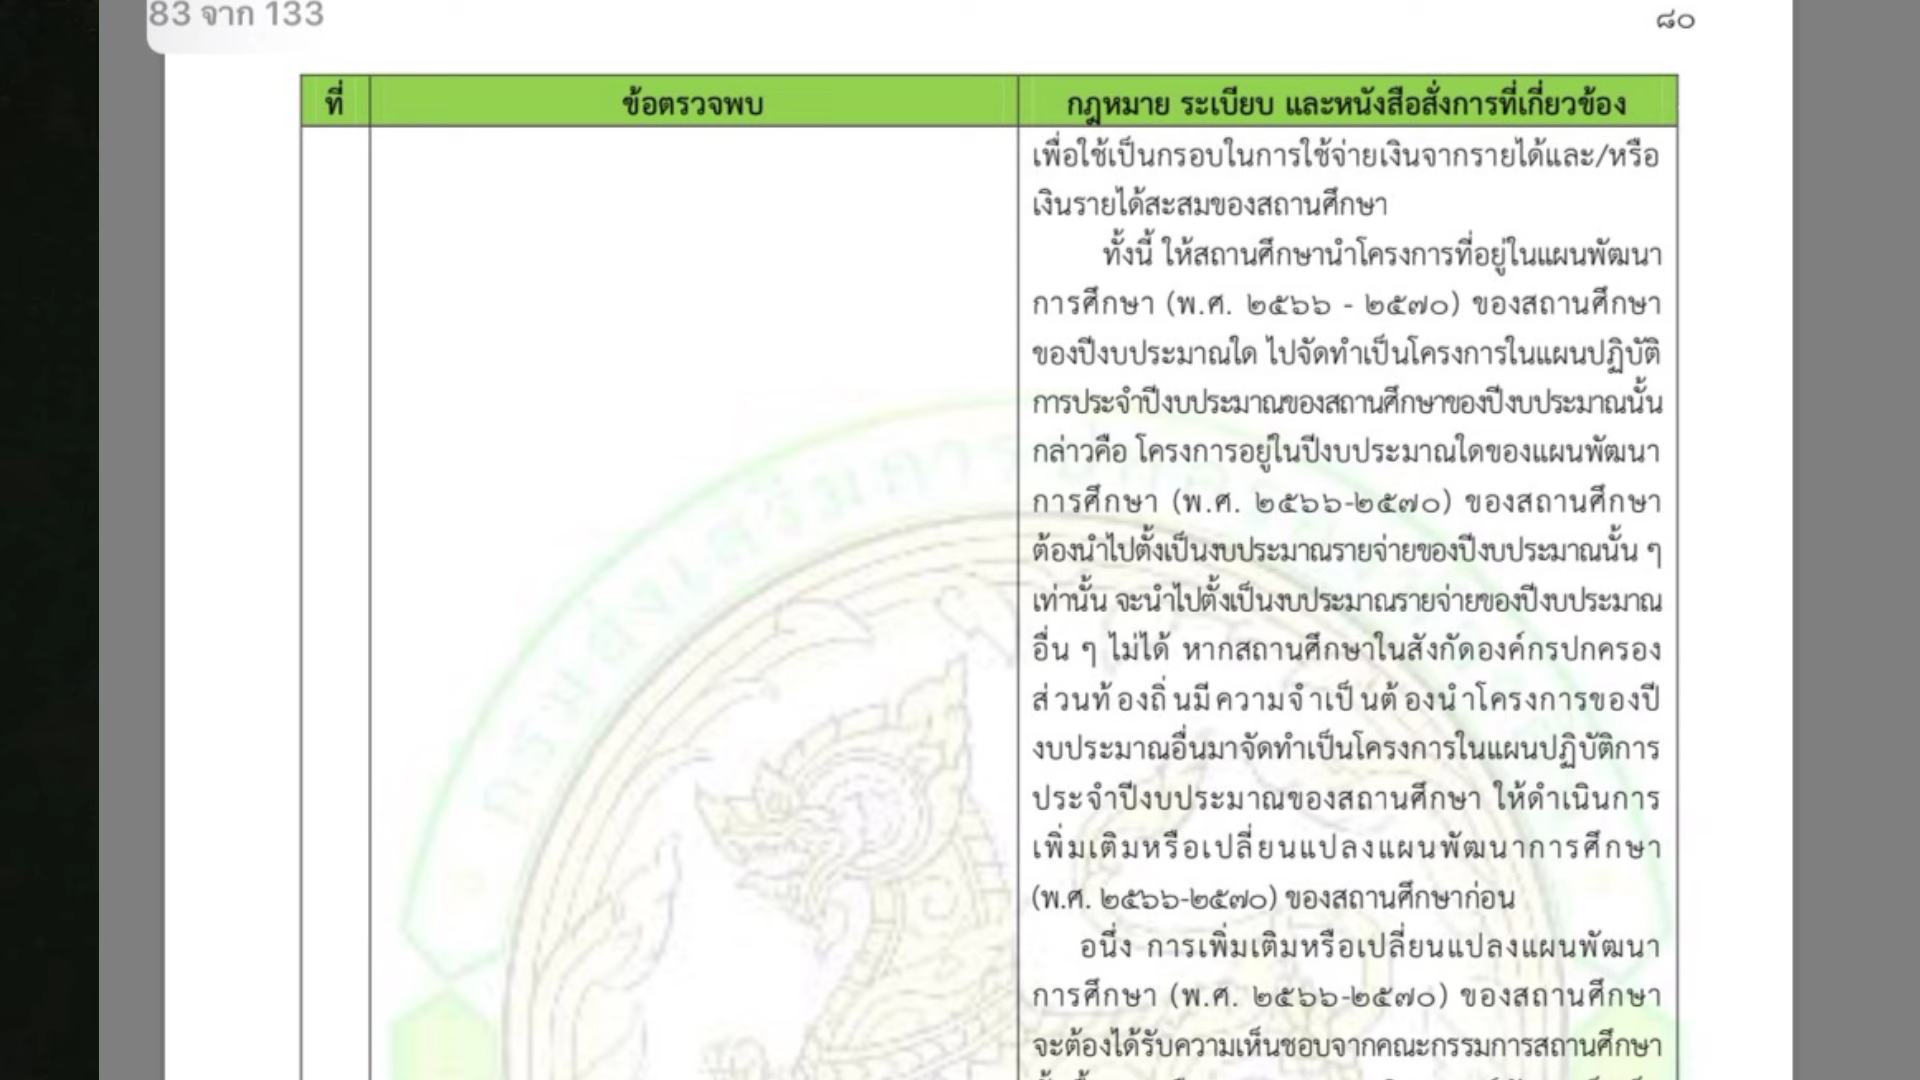 83 จาก 133
๘๐
ที่
ข้อตรวจพบ
กฎหมาย ระเบียบ และหนังสือสั่งการที่เกี่ยวข้อง
เพื่อใช้เป็นกรอบในการใช้จ่ายเงินจากรายได้และ/หรือ
เงินรายได้สะสมของสถานศึกษา
ทั้งนี้ ให้สถานศึกษานำโครงการที่อยู่ในแผนพัฒนา
การศึกษา (พ.ศ. ๒๕๖๖ - ๒๕๗๐) ของสถานศึกษา
ของปีงบประมาณใด ไปจัดทำเป็นโครงการในแผนปฏิบัติ
การประจำปีงบประมาณของสถานศึกษาของปีงบประมาณนั้น
กล่าวคือ โครงการอยู่ในปีงบประมาณใดของแผนพัฒนา
การศึกษา (พ.ศ. ๒๕๖๖-๒๕๗๐) ของสถานศึกษา
ต้องนำไปตั้งเป็นงบประมาณรายจ่ายของปีงบประมาณนั้น ๆ
เท่านั้น จะนำไปตั้งเป็นงบประมาณรายจ่ายของปีงบประมาณ
อื่น ๆ ไม่ได้ หากสถานศึกษาในสังกัดองค์กรปกครอง
ส่วนท้องถิ่นมีความจำเป็นต้องนำโครงการของปี
งบประมาณอื่นมาจัดทำเป็นโครงการในแผนปฏิบัติการ
ประจำปีงบประมาณของสถานศึกษา ให้ดำเนินการ
เพิ่มเติมหรือเปลี่ยนแปลงแผนพัฒนาการศึกษา
(พ.ศ. ๒๕๖๖-๒๕๗๐) ของสถานศึกษาก่อน
อนึ่ง การเพิ่มเติมหรือเปลี่ยนแปลงแผนพัฒนา
การศึกษา (พ.ศ. ๒๕๖๖-๒๕๗๐) ของสถานศึกษา
จะต้องได้รับความเห็นชอบจากคณะกรรมการสถานศึกษา